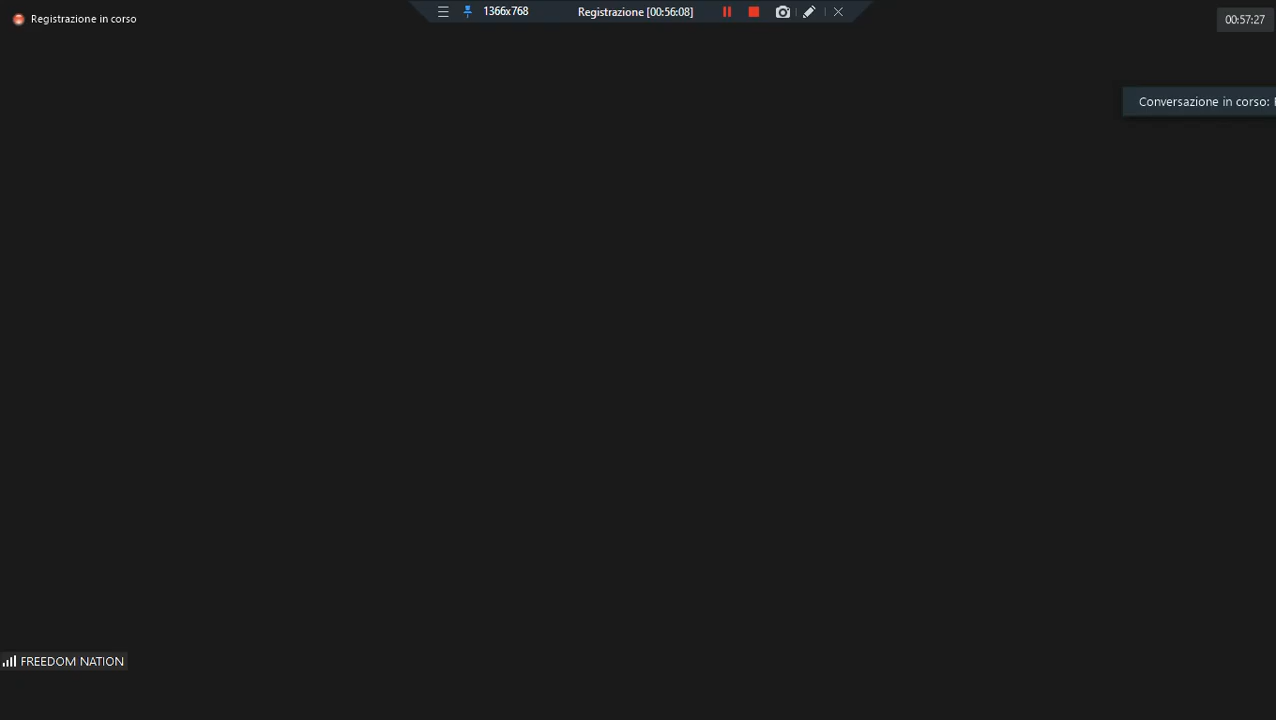 Registrazione in corso
1366x768
Registrazione [00:56:08]
00:57:27
Conversazione in corso:
FREEDOM NATION